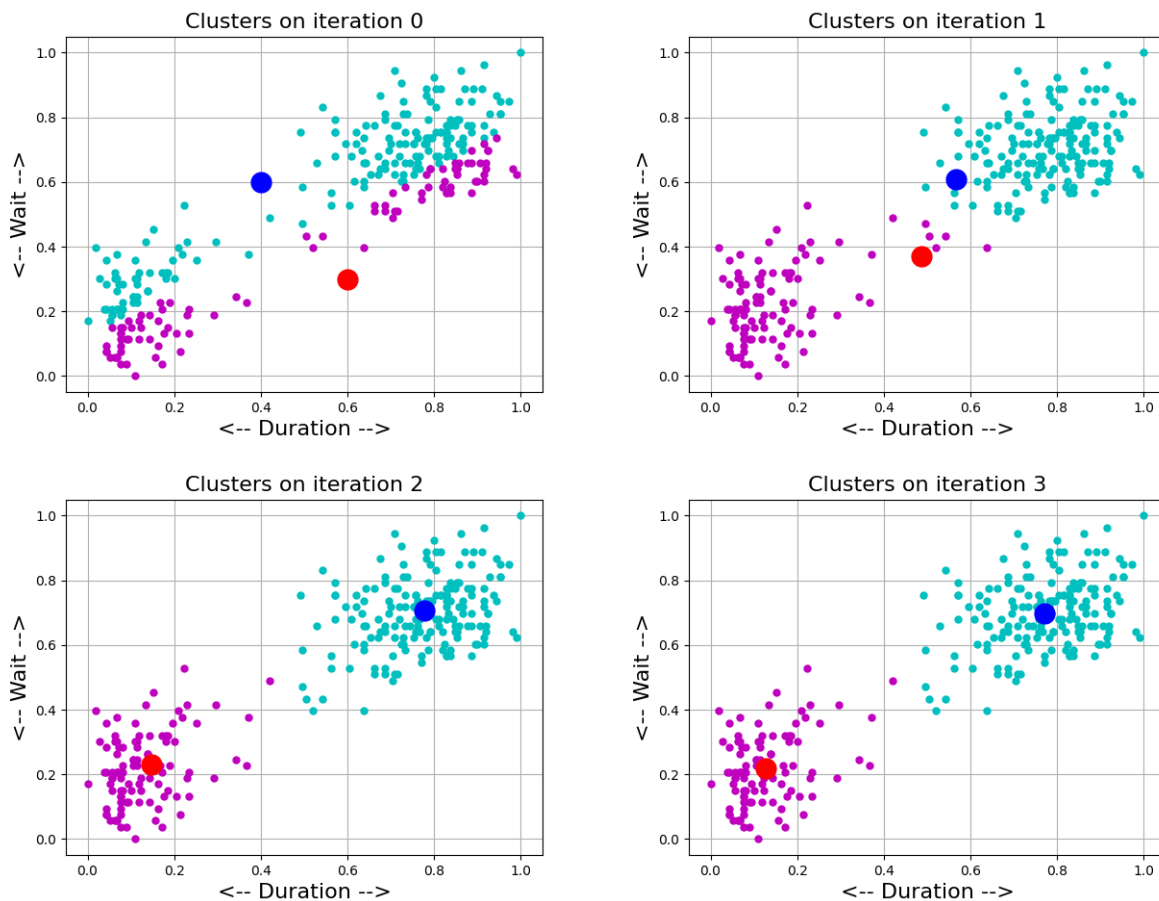 Clusters on iteration 0
1.0
0.8
0.6
0.4
0.2
0.0
<-- Wait -->
0.0 0.2 0.4 0.6 0.8 1.0
<-- Duration -->
Clusters on iteration 1
1.0
0.8
0.6
0.4
0.2
0.0
<-- Wait -->
0.0 0.2 0.4 0.6 0.8 1.0
<-- Duration -->
Clusters on iteration 2
1.0
0.8
0.6
0.4
0.2
0.0
<-- Wait -->
0.0 0.2 0.4 0.6 0.8 1.0
<-- Duration -->
Clusters on iteration 3
1.0
0.8
0.6
0.4
0.2
0.0
<-- Wait -->
0.0 0.2 0.4 0.6 0.8 1.0
<-- Duration -->